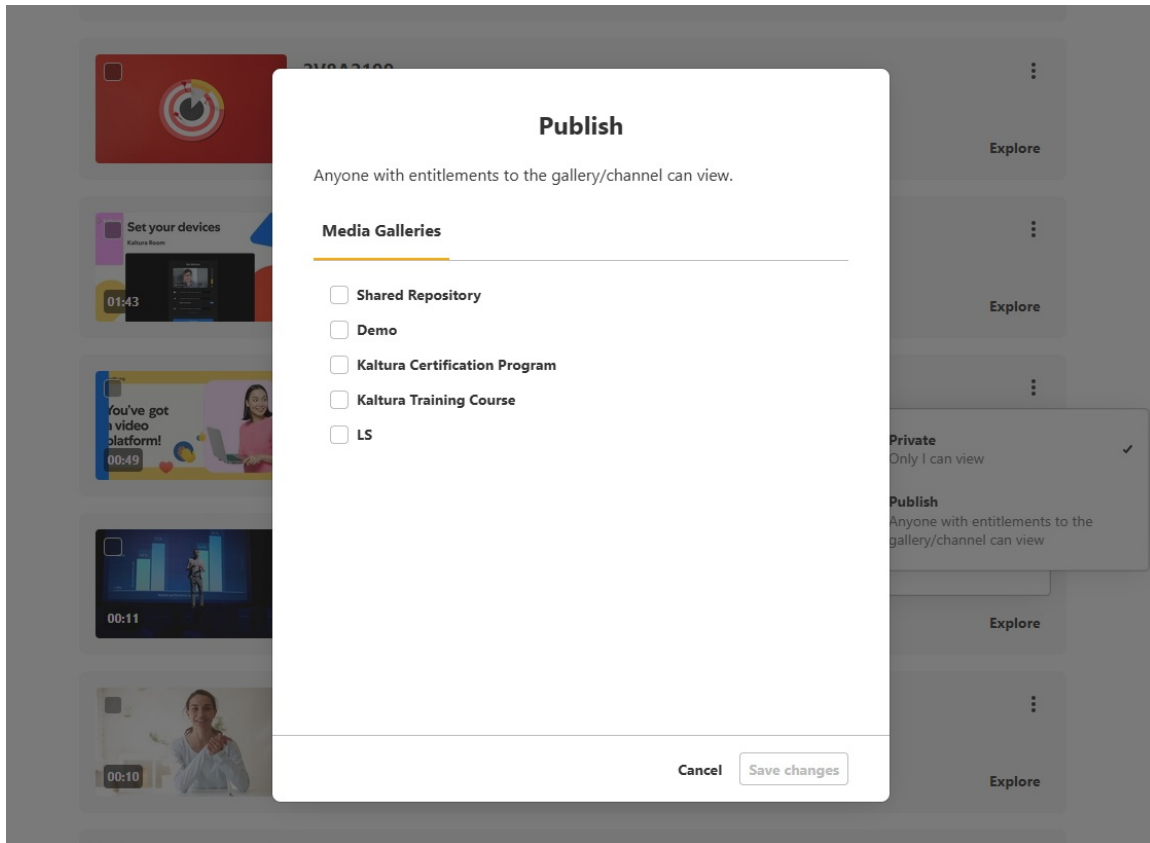 Publish
Anyone with entitlements to the gallery/channel can view.
Media Galleries
Shared Repository
Demo
Kaltura Certification Program
Kaltura Training Course
LS
Cancel
Save changes
Explore
Set your devices
Kaltura Room
01:43
Explore
You've got
a video
platform!
00:49
Private
Only I can view
Publish
Anyone with entitlements to the
gallery/channel can view
00:11
Explore
00:10
Explore